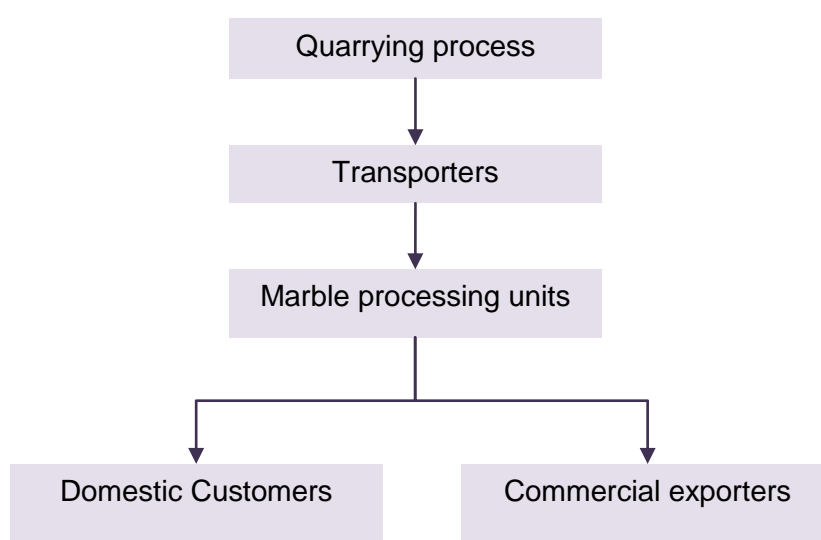 Quarrying process
Transporters
Marble processing units
Domestic Customers
Commercial exporters